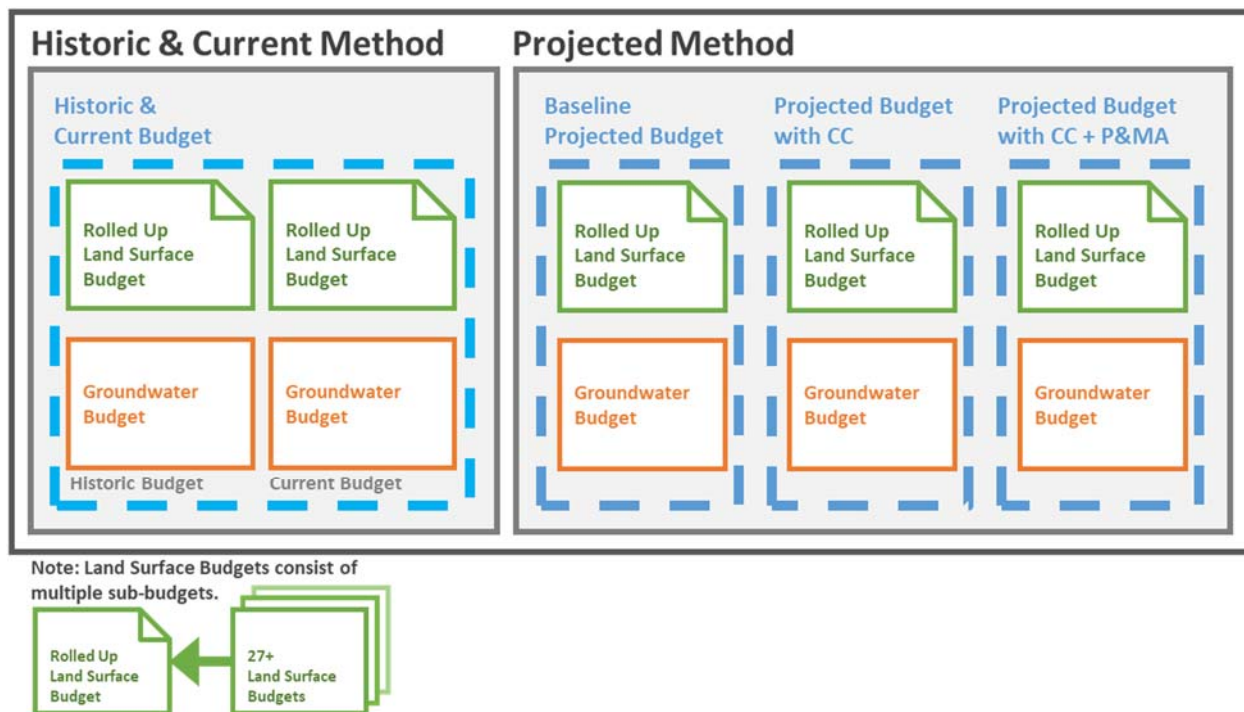 Historic & Current Method
Projected Method
Historic &
Current Budget
Rolled Up
Land Surface
Budget
Rolled Up
Land Surface
Budget
Groundwater
Budget
Groundwater
Budget
Historic Budget
Current Budget
Baseline
Projected Budget
Rolled Up
Land Surface
Budget
Groundwater
Budget
Projected Budget
with CC
Rolled Up
Land Surface
Budget
Groundwater
Budget
Projected Budget
with CC + P&MA
Rolled Up
Land Surface
Budget
Groundwater
Budget
Note: Land Surface Budgets consist of
multiple sub-budgets.
Rolled Up
Land Surface
Budget
27+
Land Surface
Budgets